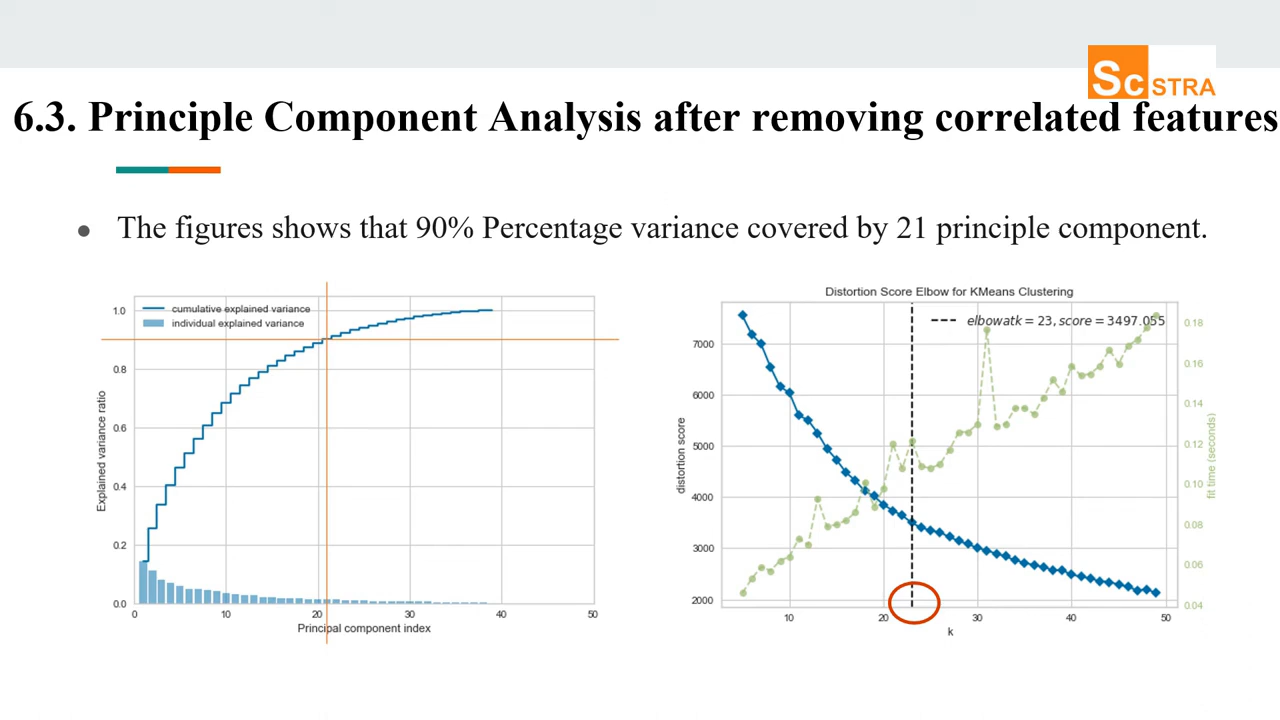 Sc STRA
6.3. Principle Component Analysis after removing correlated features
● The figures shows that 90% Percentage variance covered by 21 principle component.
cumulative explained variance
individual explained variance
Explained variance ratio
1.0
0.8
0.6
0.4
0.2
0.0
0 10 20 30 40 50
Principal component index
Distortion Score Elbow for KMeans Clustering
elbowatk = 23, score = 3497.055
distortion score
7000
6000
5000
4000
3000
2000
10 20 30 40 50
k
0.18
0.16
0.14
0.12
0.10
0.08
0.06
0.04
fit time (seconds)